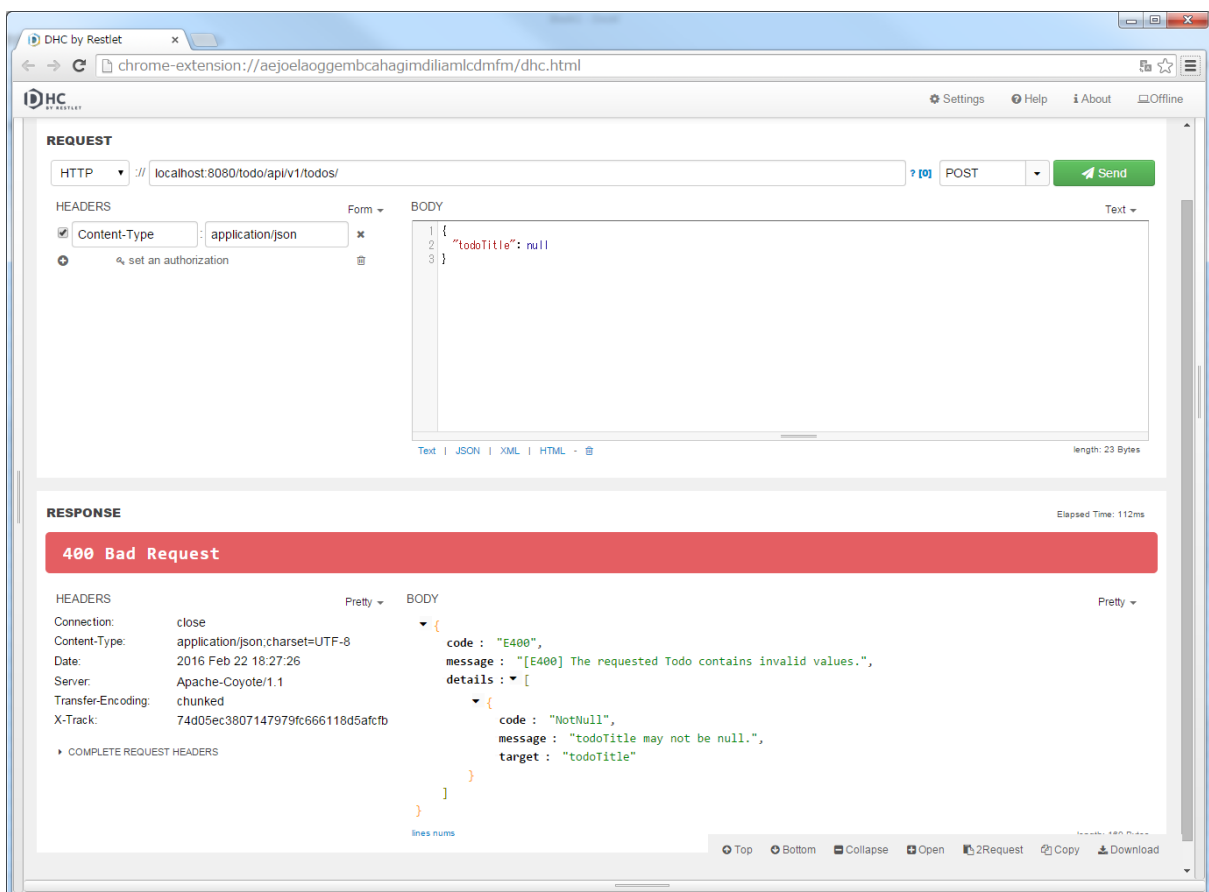 DHC by Restlet
chrome-extension://aejoelaoggembcahagimdiliamlcdmfm/dhc.html
DHC
BY RESTLET
Settings Help About Offline
REQUEST
HTTP :// localhost:8080/todo/api/v1/todos/ ? [0] POST Send
HEADERS Form BODY Text
Content-Type : application/json
set an authorization
1 {
2 "todoTitle": null
3 }
Text | JSON | XML | HTML -
length: 23 Bytes
RESPONSE
Elapsed Time: 112ms
400 Bad Request
HEADERS Pretty BODY Pretty
Connection: close
Content-Type: application/json;charset=UTF-8
Date: 2016 Feb 22 18:27:26
Server: Apache-Coyote/1.1
Transfer-Encoding: chunked
X-Track: 74d05ec3807147979fc666118d5afcfb
COMPLETE REQUEST HEADERS
{
code : "E400",
message : "[E400] The requested Todo contains invalid values.",
details : [
{
code : "NotNull",
message : "todoTitle may not be null.",
target : "todoTitle"
}
]
}
lines nums
Top Bottom Collapse Open 2Request Copy Download